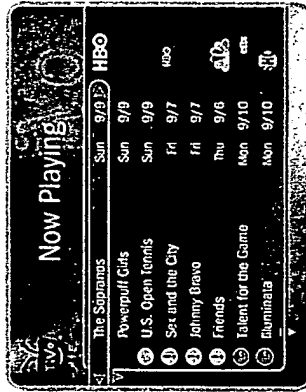 TiVo
Now Playing
The Sopranos Sun 9/9 HBO
Powerpuff Girls Sun 9/9
U.S. Open Tennis Sun 9/9
Sex and the City Fri 9/7 HBO
Johnny Bravo Fri 9/7
Friends Thu 9/6
Talent for the Game Mon 9/10
Illuminata Mon 9/10